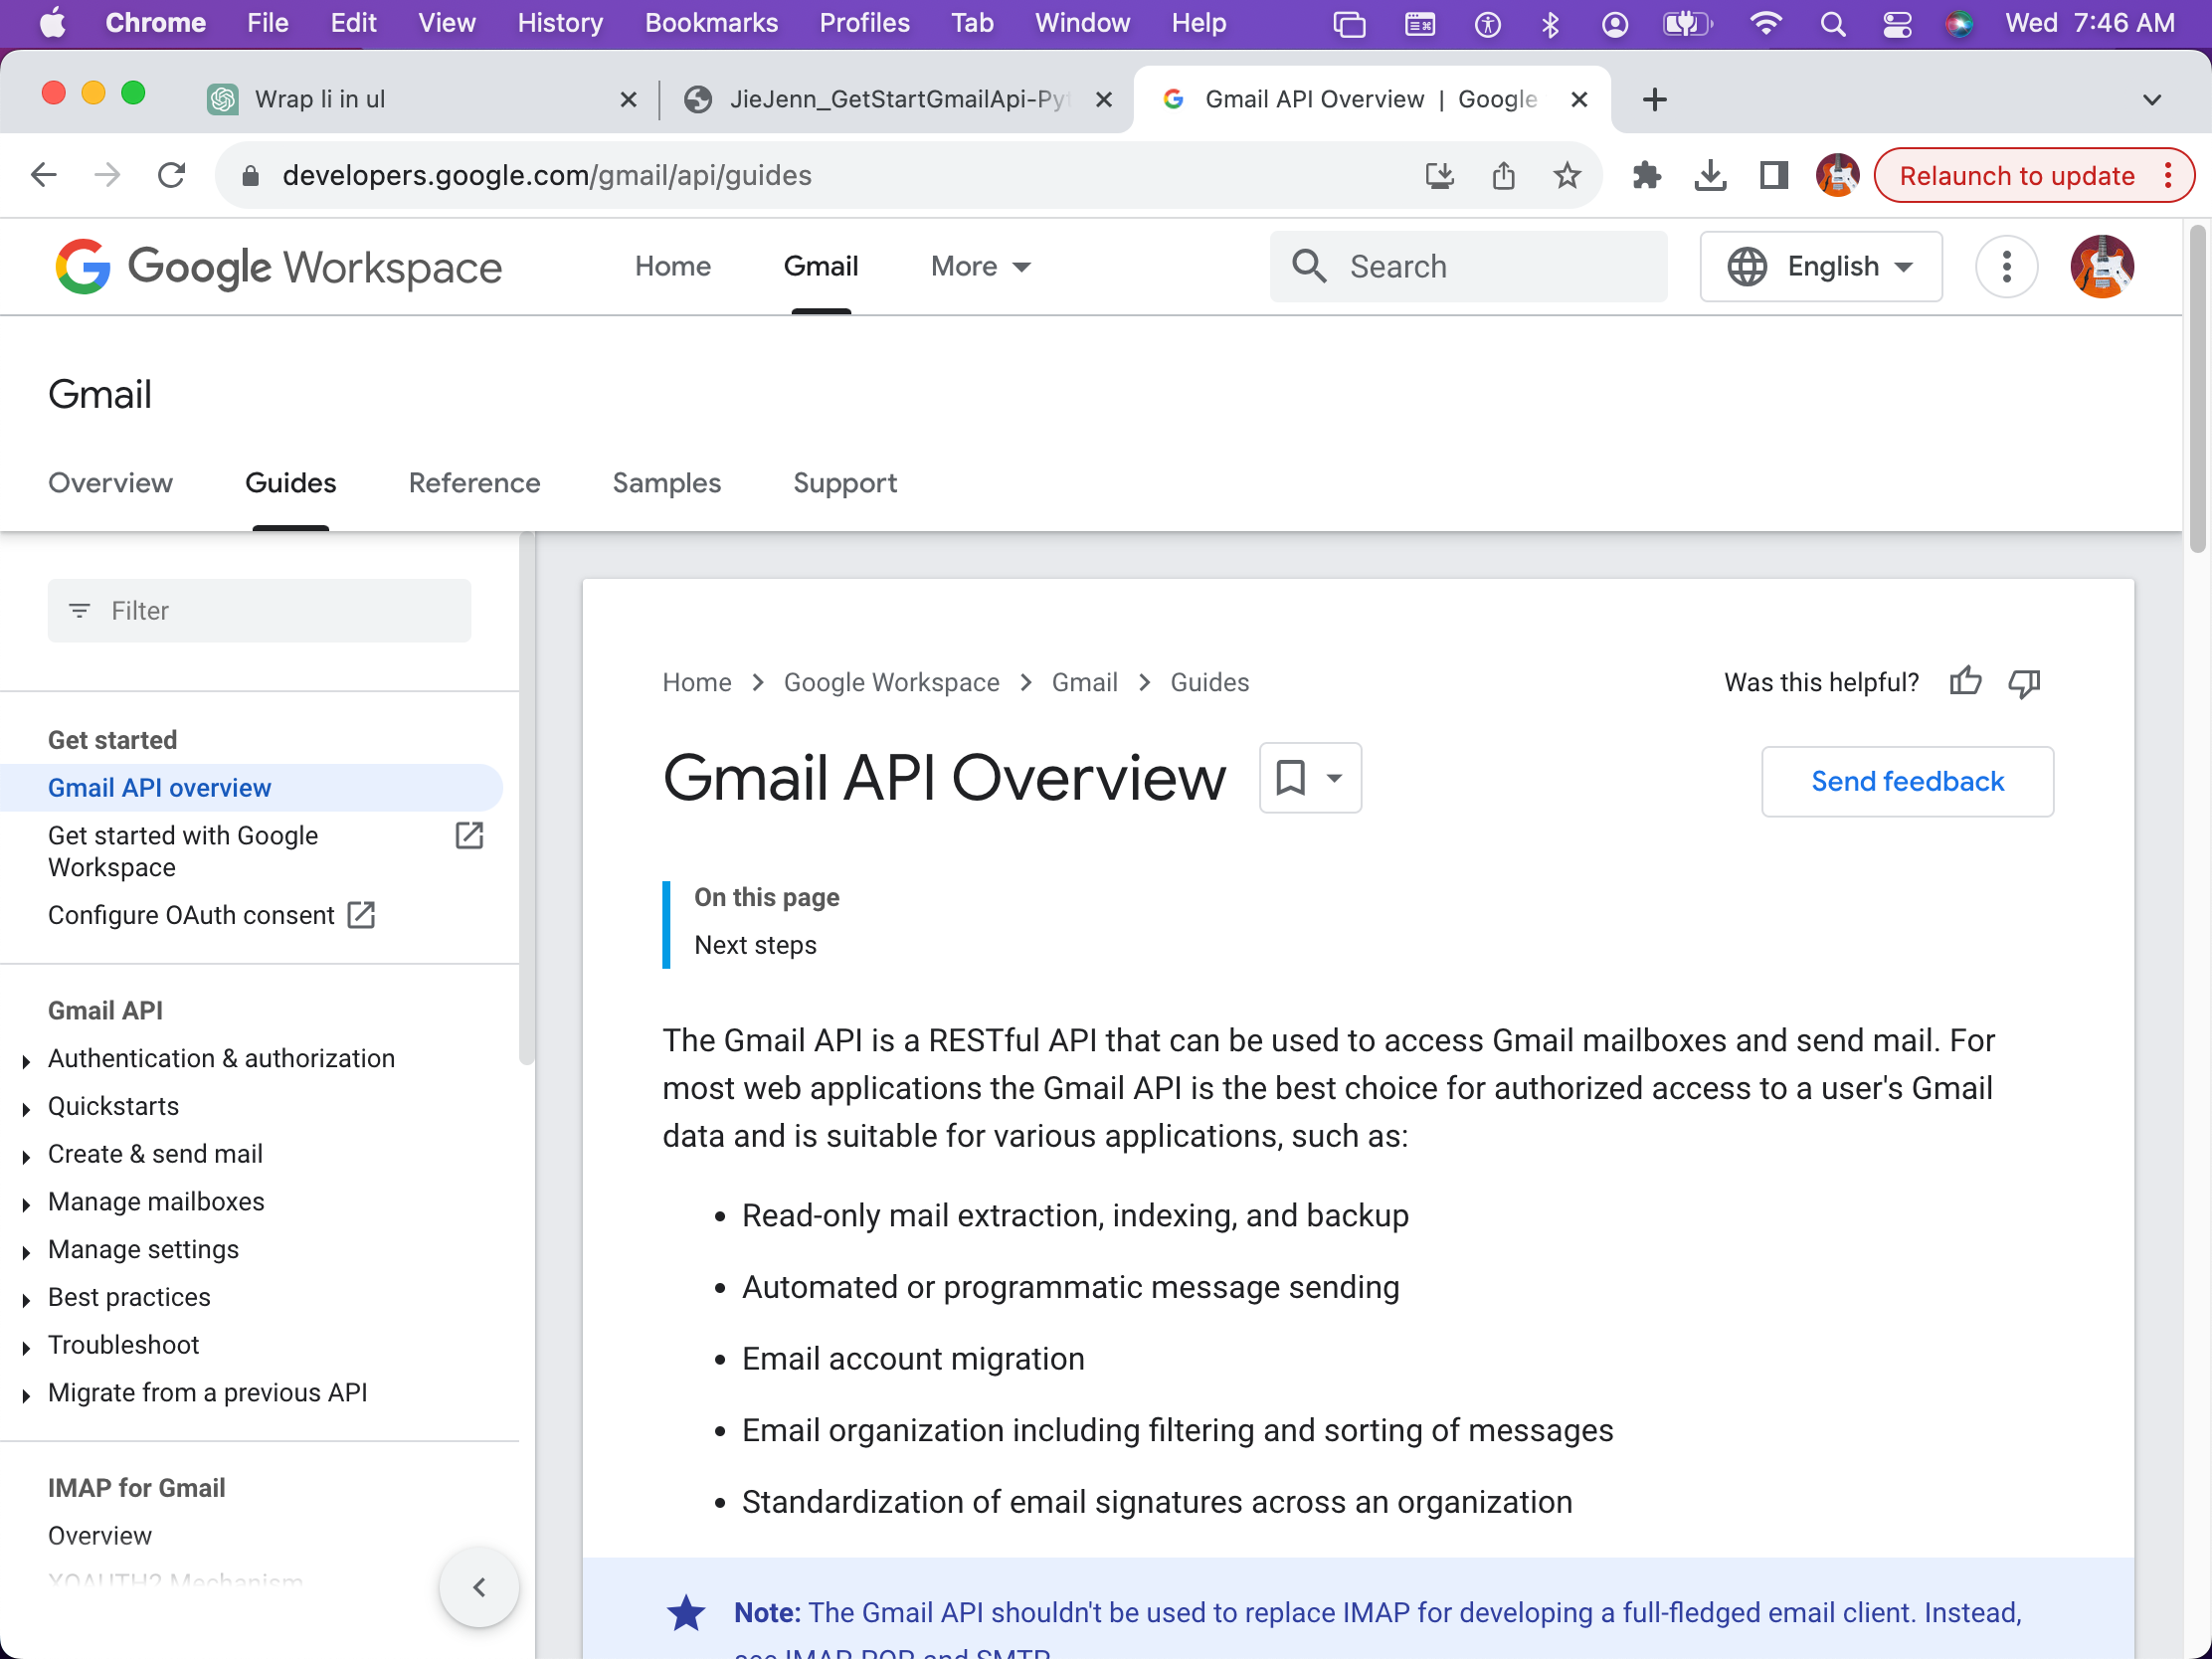 Chrome File Edit View History Bookmarks Profiles Tab Window Help Wed 7:46 AM
Wrap li in ul JieJenn_GetStartGmailApi-Py Gmail API Overview | Google
developers.google.com/gmail/api/guides Relaunch to update
Google Workspace Home Gmail More Search English
Gmail
Overview Guides Reference Samples Support
Filter
Get started
Gmail API overview
Get started with Google
Workspace
Configure OAuth consent
Gmail API
Authentication & authorization
Quickstarts
Create & send mail
Manage mailboxes
Manage settings
Best practices
Troubleshoot
Migrate from a previous API
IMAP for Gmail
Overview
XOAUTH2 Mechanism
Home > Google Workspace > Gmail > Guides
Was this helpful?
Gmail API Overview
Send feedback
On this page
Next steps
The Gmail API is a RESTful API that can be used to access Gmail mailboxes and send mail. For
most web applications the Gmail API is the best choice for authorized access to a user's Gmail
data and is suitable for various applications, such as:
• Read-only mail extraction, indexing, and backup
• Automated or programmatic message sending
• Email account migration
• Email organization including filtering and sorting of messages
• Standardization of email signatures across an organization
Note: The Gmail API shouldn't be used to replace IMAP for developing a full-fledged email client. Instead,
see IMAP, POP, and SMTP.